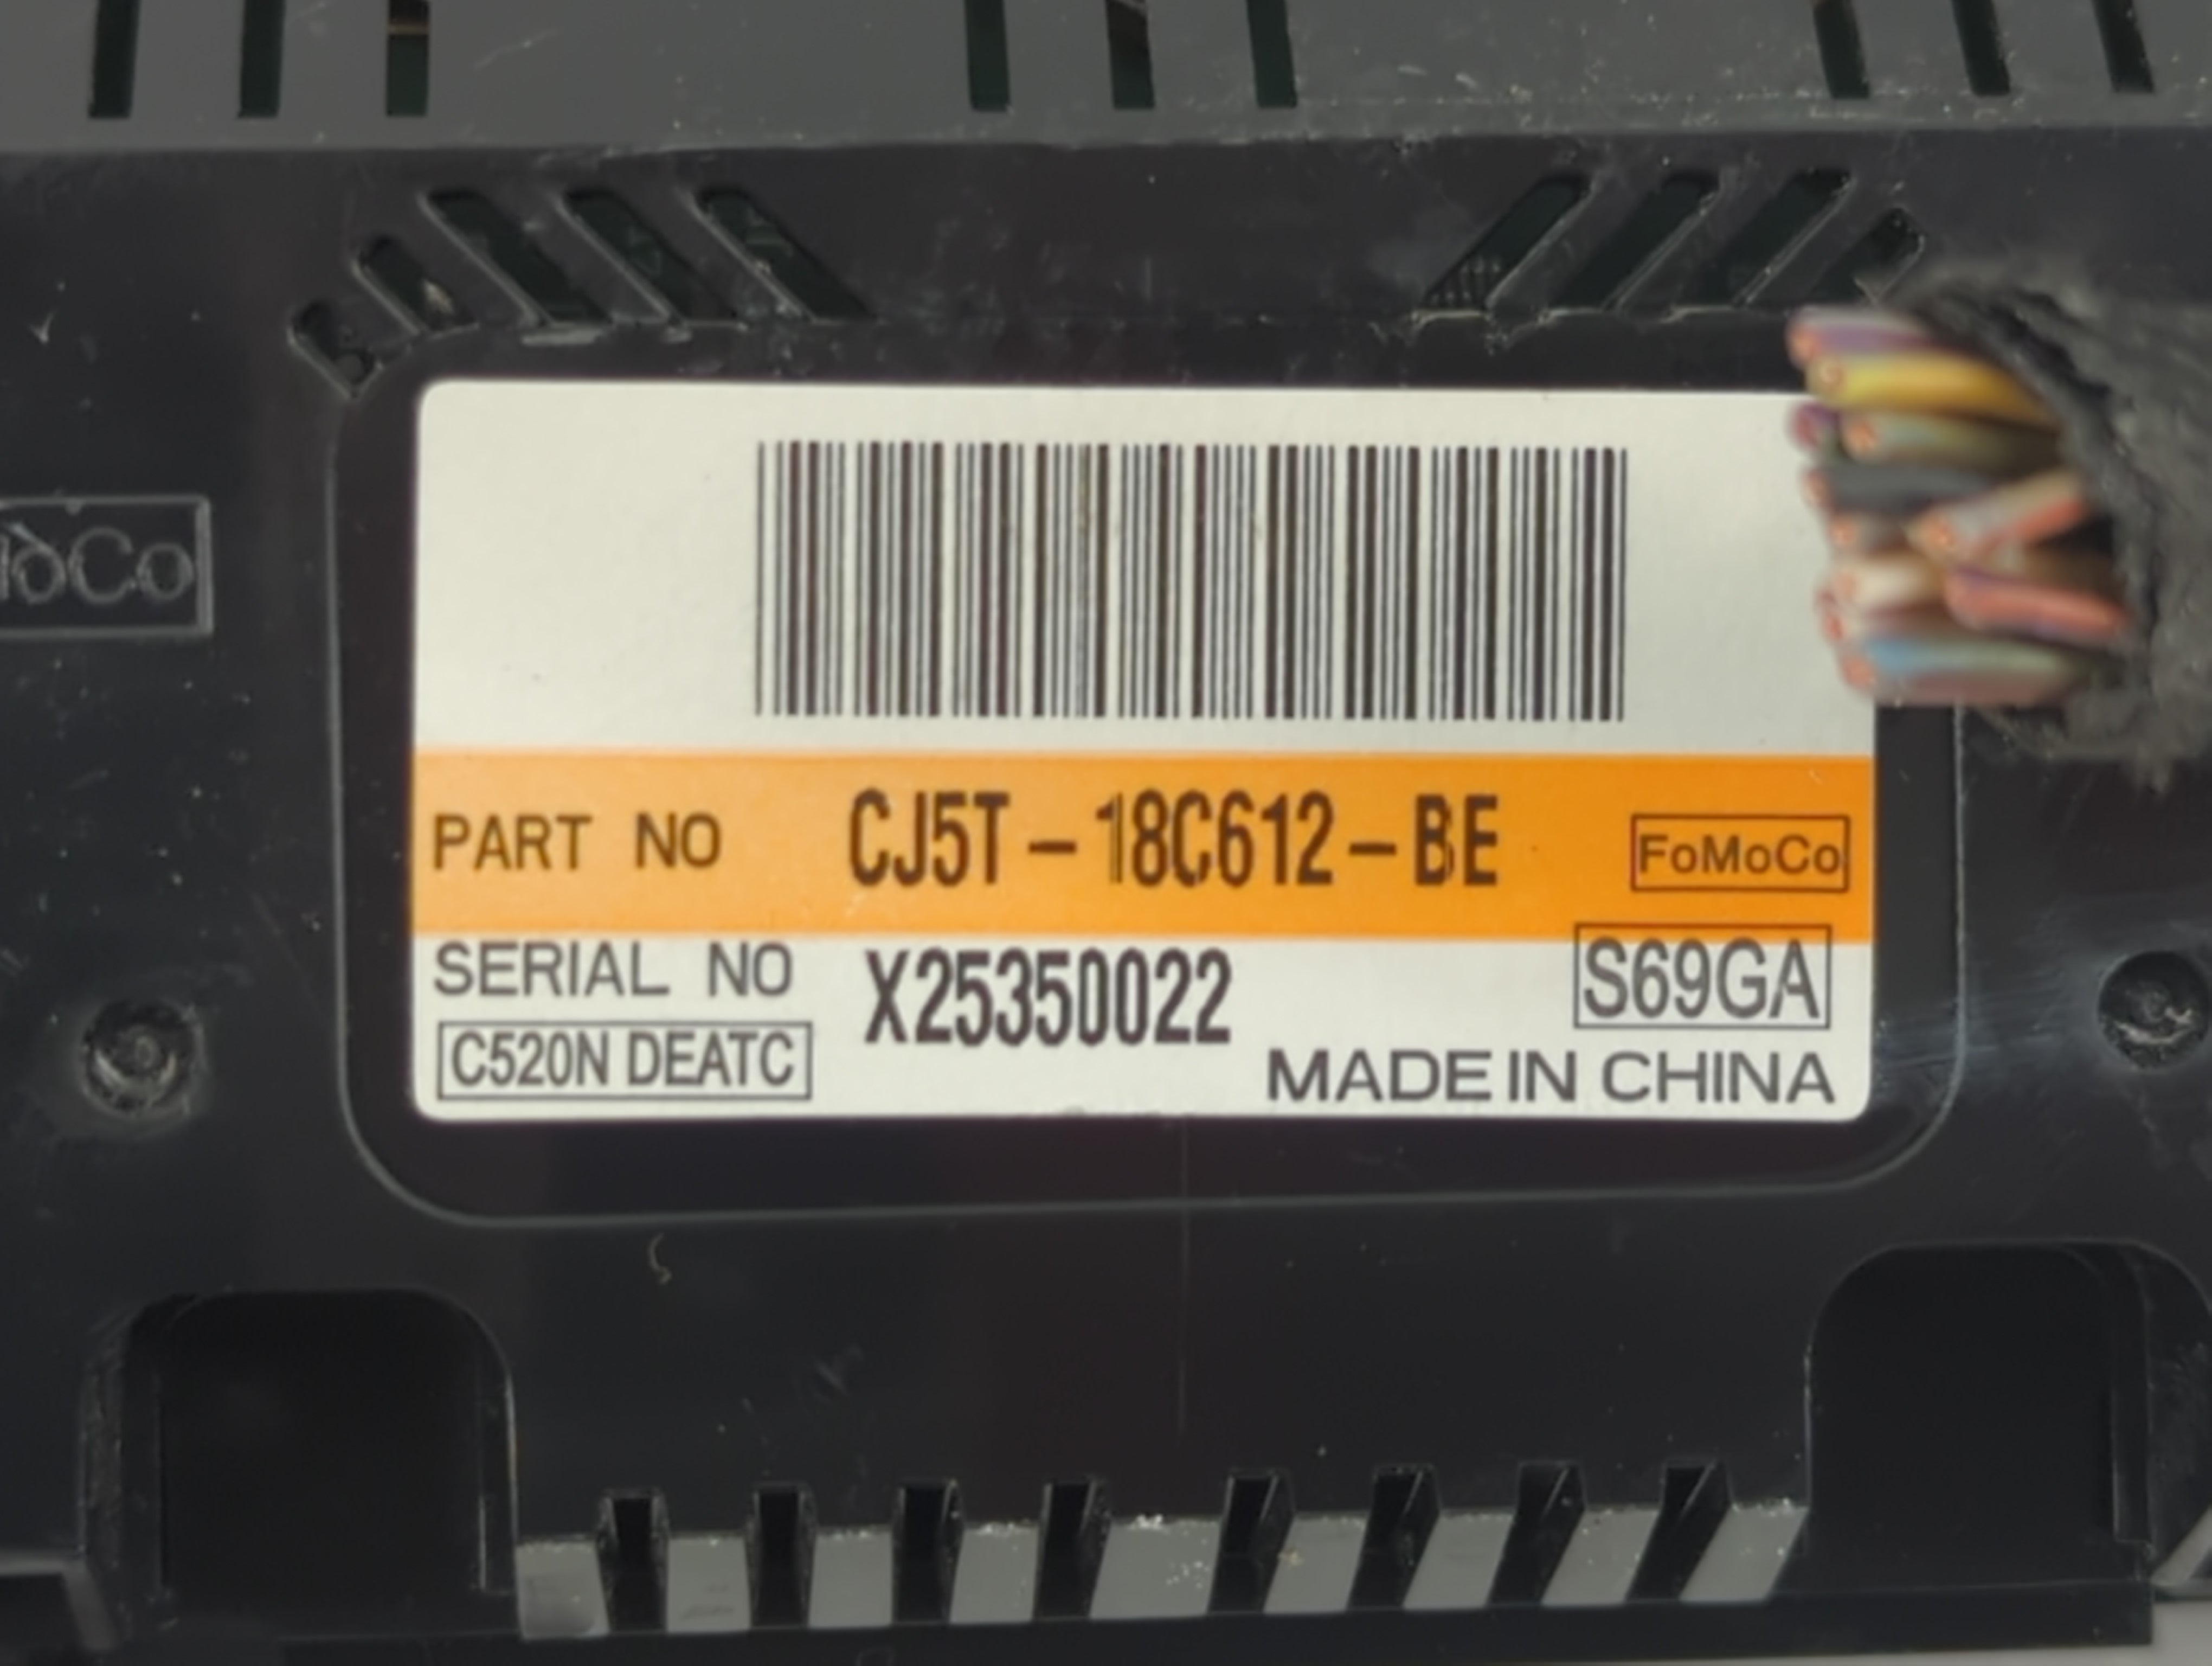 PART NO CJ5T-18C612-BE FoMoCo
SERIAL NO X25350022 S69GA
C520N DEATC MADE IN CHINA